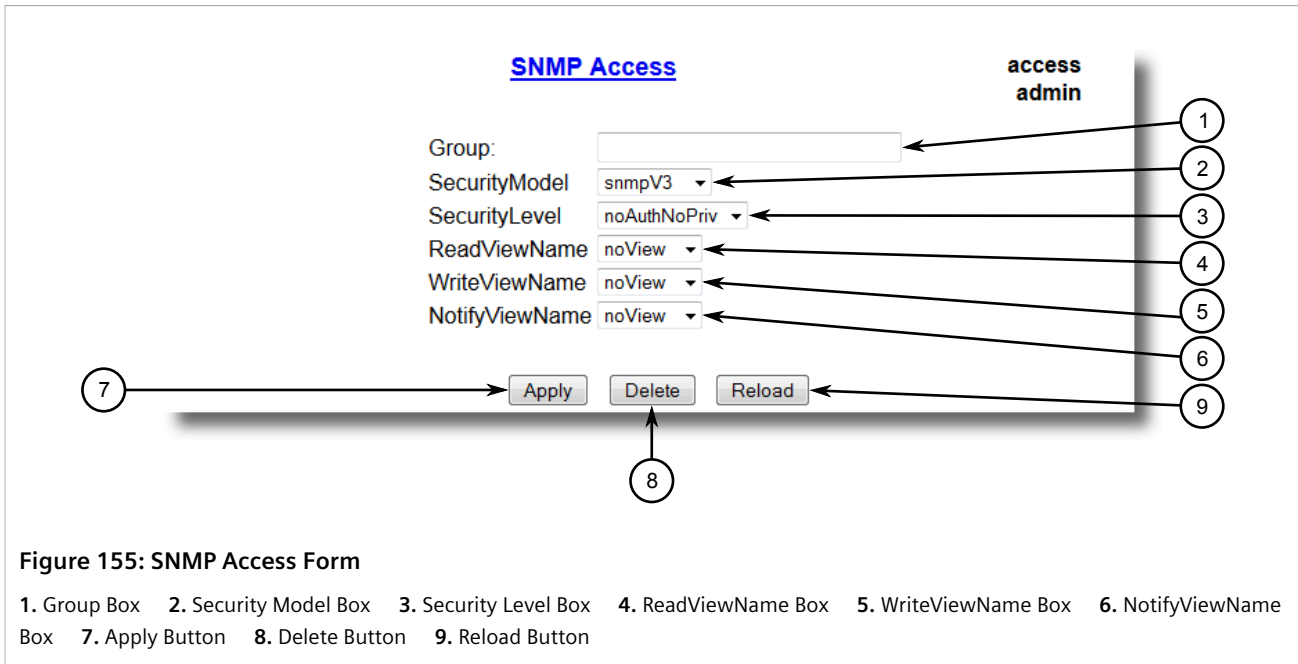 SNMP Access
access
admin
Group:
1
SecurityModel snmpV3
2
SecurityLevel noAuthNoPriv
3
ReadViewName noView
4
WriteViewName noView
5
NotifyViewName noView
6
7
Apply Delete Reload
9
8
Figure 155: SNMP Access Form
1. Group Box 2. Security Model Box 3. Security Level Box 4. ReadViewName Box 5. WriteViewName Box 6. NotifyViewName
Box 7. Apply Button 8. Delete Button 9. Reload Button